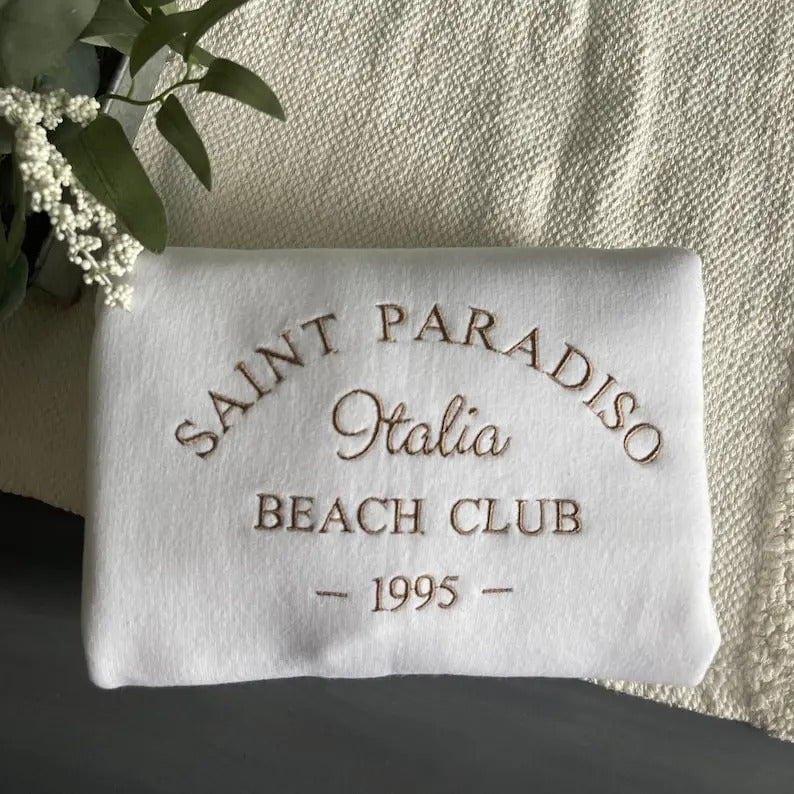 SAINT PARADISO
Italia
BEACH CLUB
- 1995 -